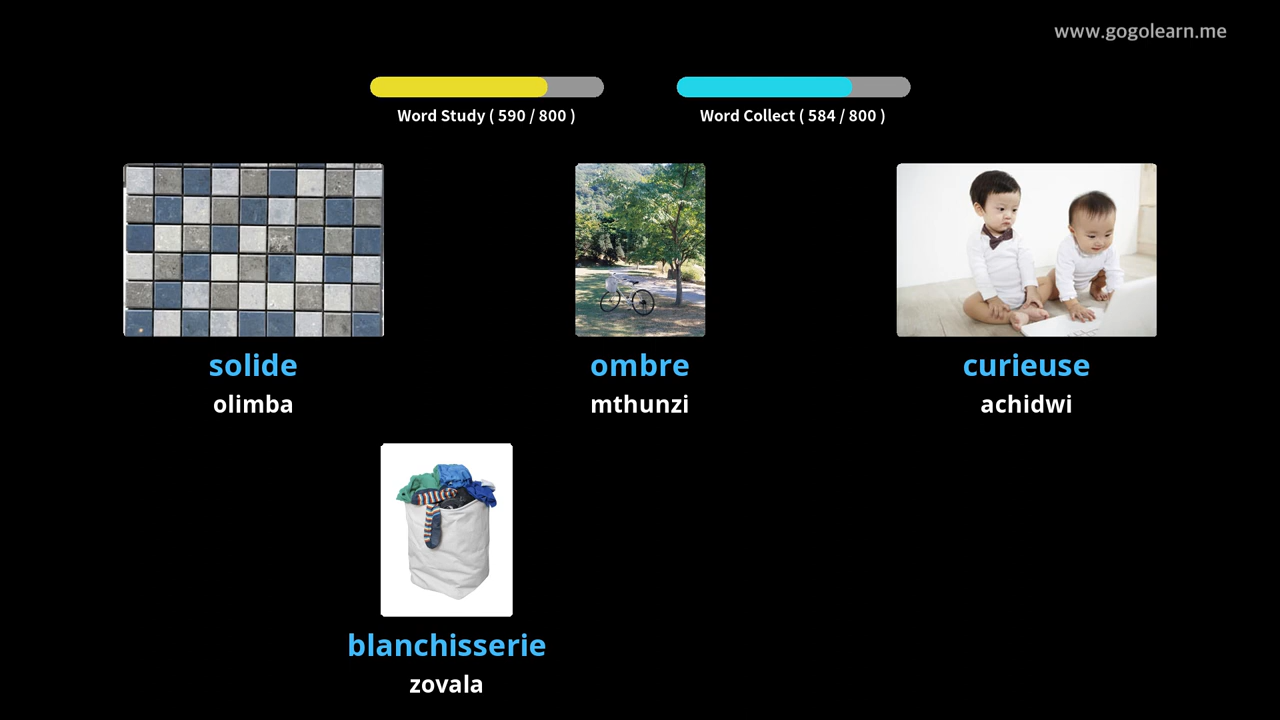 www.gogolearn.me
Word Study ( 590 / 800 )
Word Collect ( 584 / 800 )
solide
olimba
ombre
mthunzi
curieuse
achidwi
blanchisserie
zovala